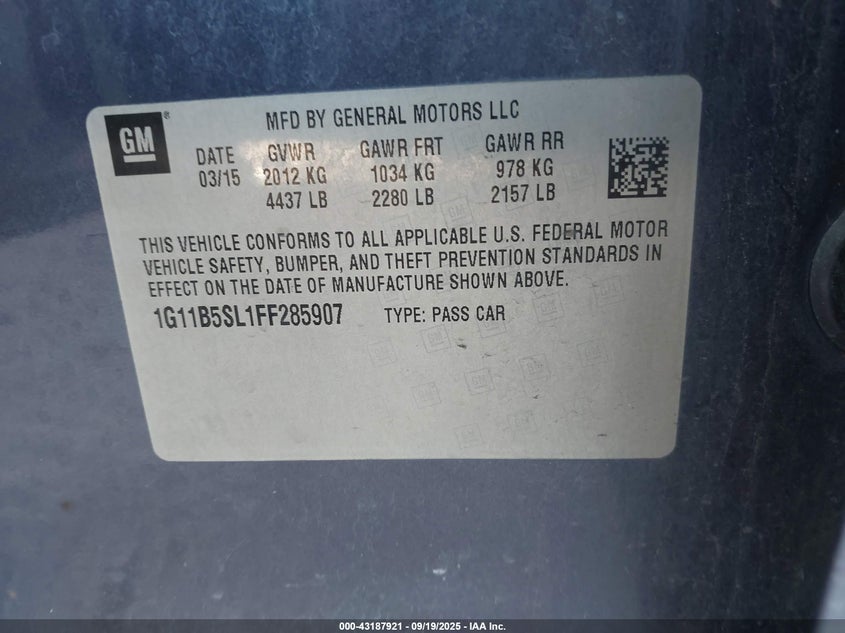 GM ®
MFD BY GENERAL MOTORS LLC
DATE GVWR GAWR FRT GAWR RR
03/15 2012 KG 1034 KG 978 KG
4437 LB 2280 LB 2157 LB
THIS VEHICLE CONFORMS TO ALL APPLICABLE U.S. FEDERAL MOTOR
VEHICLE SAFETY, BUMPER, AND THEFT PREVENTION STANDARDS IN
EFFECT ON THE DATE OF MANUFACTURE SHOWN ABOVE.
1G11B5SL1FF285907 TYPE: PASS CAR
000-43187921 - 09/19/2025 - IAA Inc.